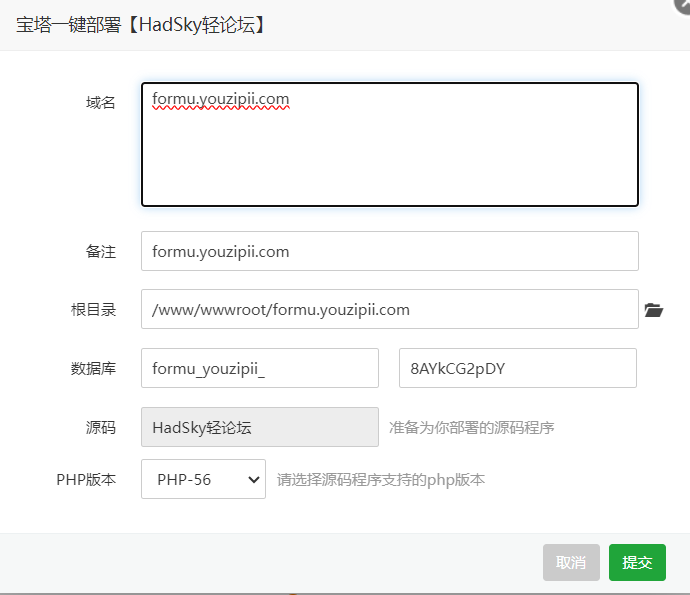 宝塔一键部署【HadSky轻论坛】
域名 formu.youzipii.com
备注 formu.youzipii.com
根目录 /www/wwwroot/formu.youzipii.com
数据库 formu_youzipii_ 8AYkCG2pDY
源码 HadSky轻论坛 准备为你部署的源码程序
PHP版本 PHP-56 请选择源码程序支持的php版本
取消 提交